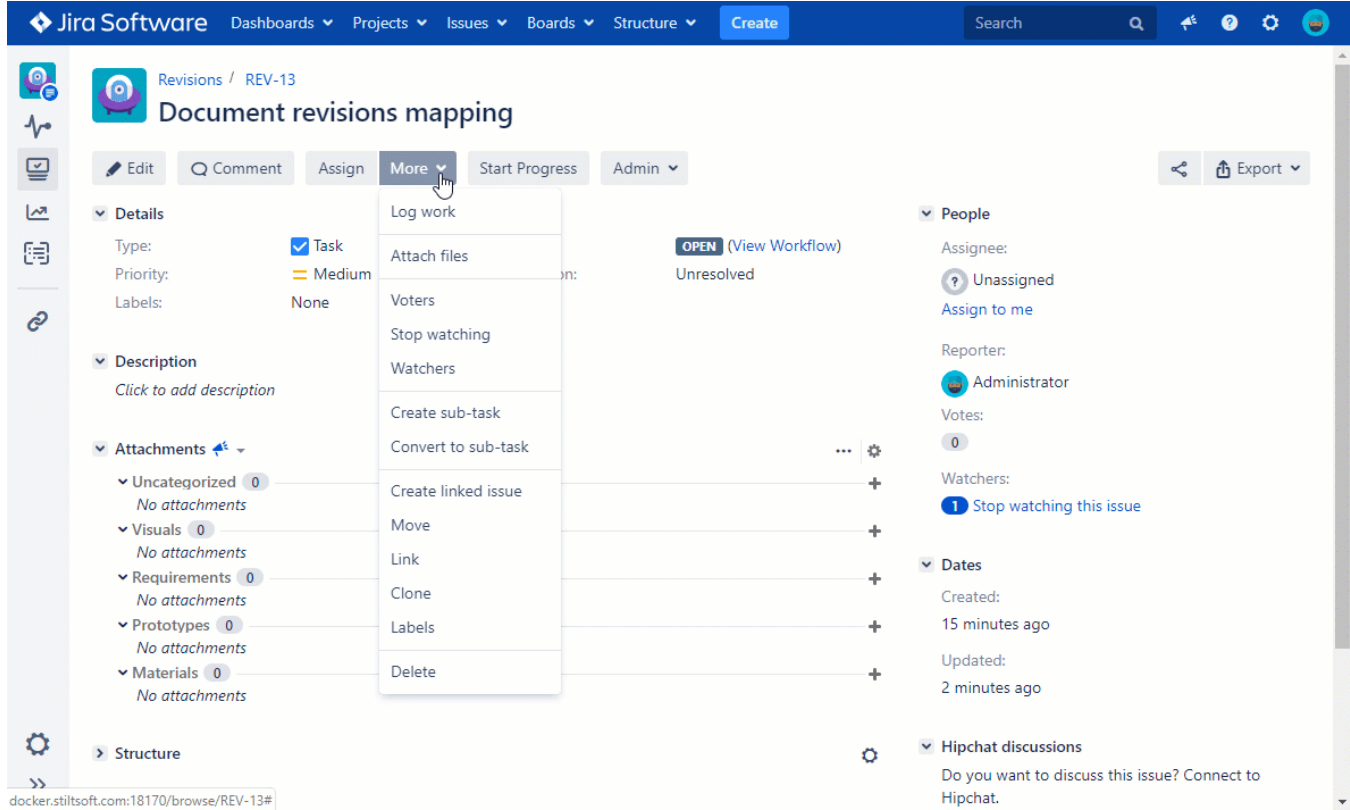 Jira Software Dashboards Projects Issues Boards Structure Create Search
Revisions / REV-13
Document revisions mapping
Edit Comment Assign More Start Progress Admin Export
Details
Type: Task
Priority: Medium
Labels: None
OPEN (View Workflow)
Unresolved
Description
Click to add description
Attachments
Uncategorized 0
No attachments
Visuals 0
No attachments
Requirements 0
No attachments
Prototypes 0
No attachments
Materials 0
No attachments
Structure
Log work
Attach files
Voters
Stop watching
Watchers
Create sub-task
Convert to sub-task
Create linked issue
Move
Link
Clone
Labels
Delete
People
Assignee:
? Unassigned
Assign to me
Reporter:
Administrator
Votes:
0
Watchers:
1 Stop watching this issue
Dates
Created:
15 minutes ago
Updated:
2 minutes ago
Hipchat discussions
Do you want to discuss this issue? Connect to
Hipchat.
docker.stiltsoft.com:18170/browse/REV-13#